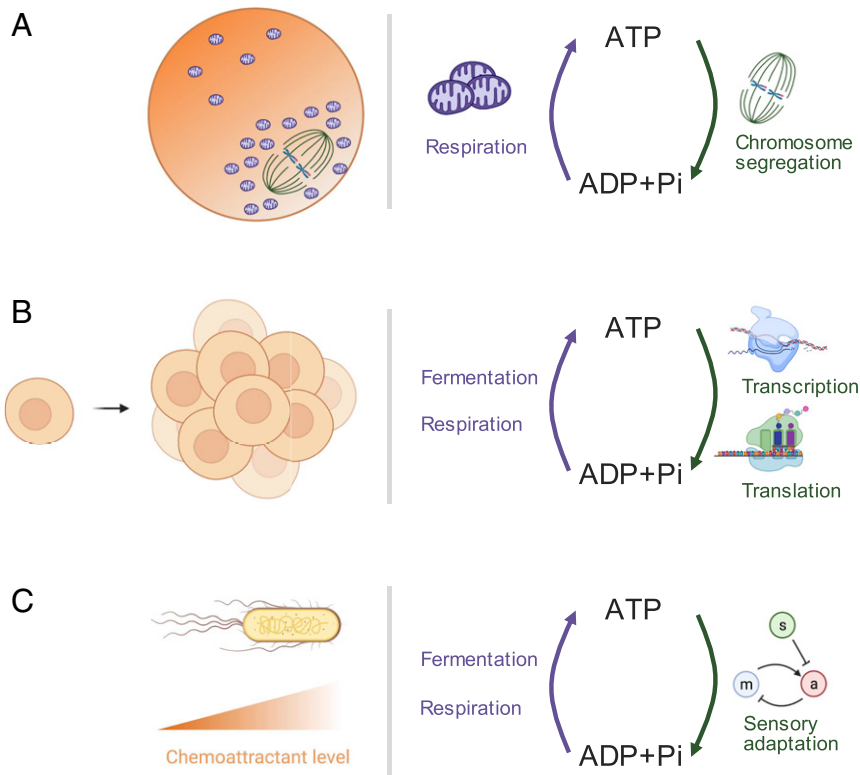 A
ATP
Respiration
Chromosome
segregation
ADP+Pi
B
ATP
Fermentation
Transcription
Respiration
ADP+Pi
Translation
C
ATP
s
Fermentation
m
a
Respiration
Sensory
adaptation
Chemoattractant level
ADP+Pi